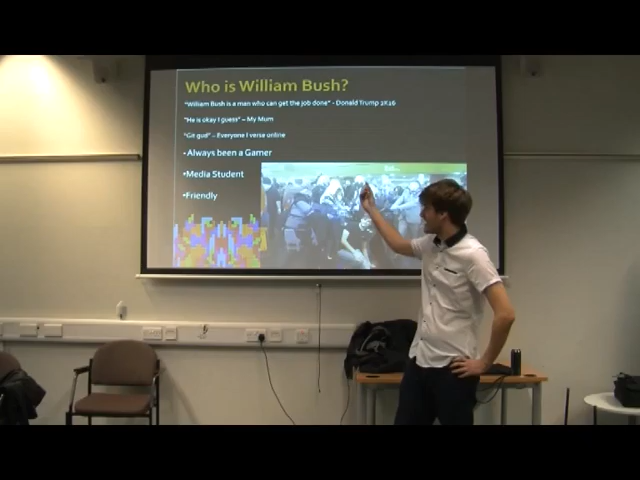 Who is William Bush?
"William Bush is a man who can get the job done" - Donald Trump 2K16
"He is okay I guess" – My Mum
"Git gud" – Everyone I verse online
•Always been a Gamer
•Media Student
•Friendly